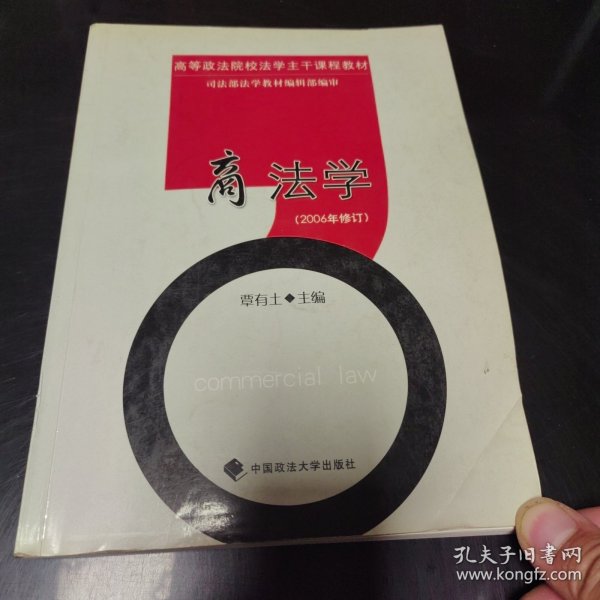 高等政法院校法学主干课程教材
司法部法学教材编辑部编审
商法学
(2006年修订)
覃有土◆主编
commercial law
中国政法大学出版社
孔夫子旧书网
www.kongfz.com